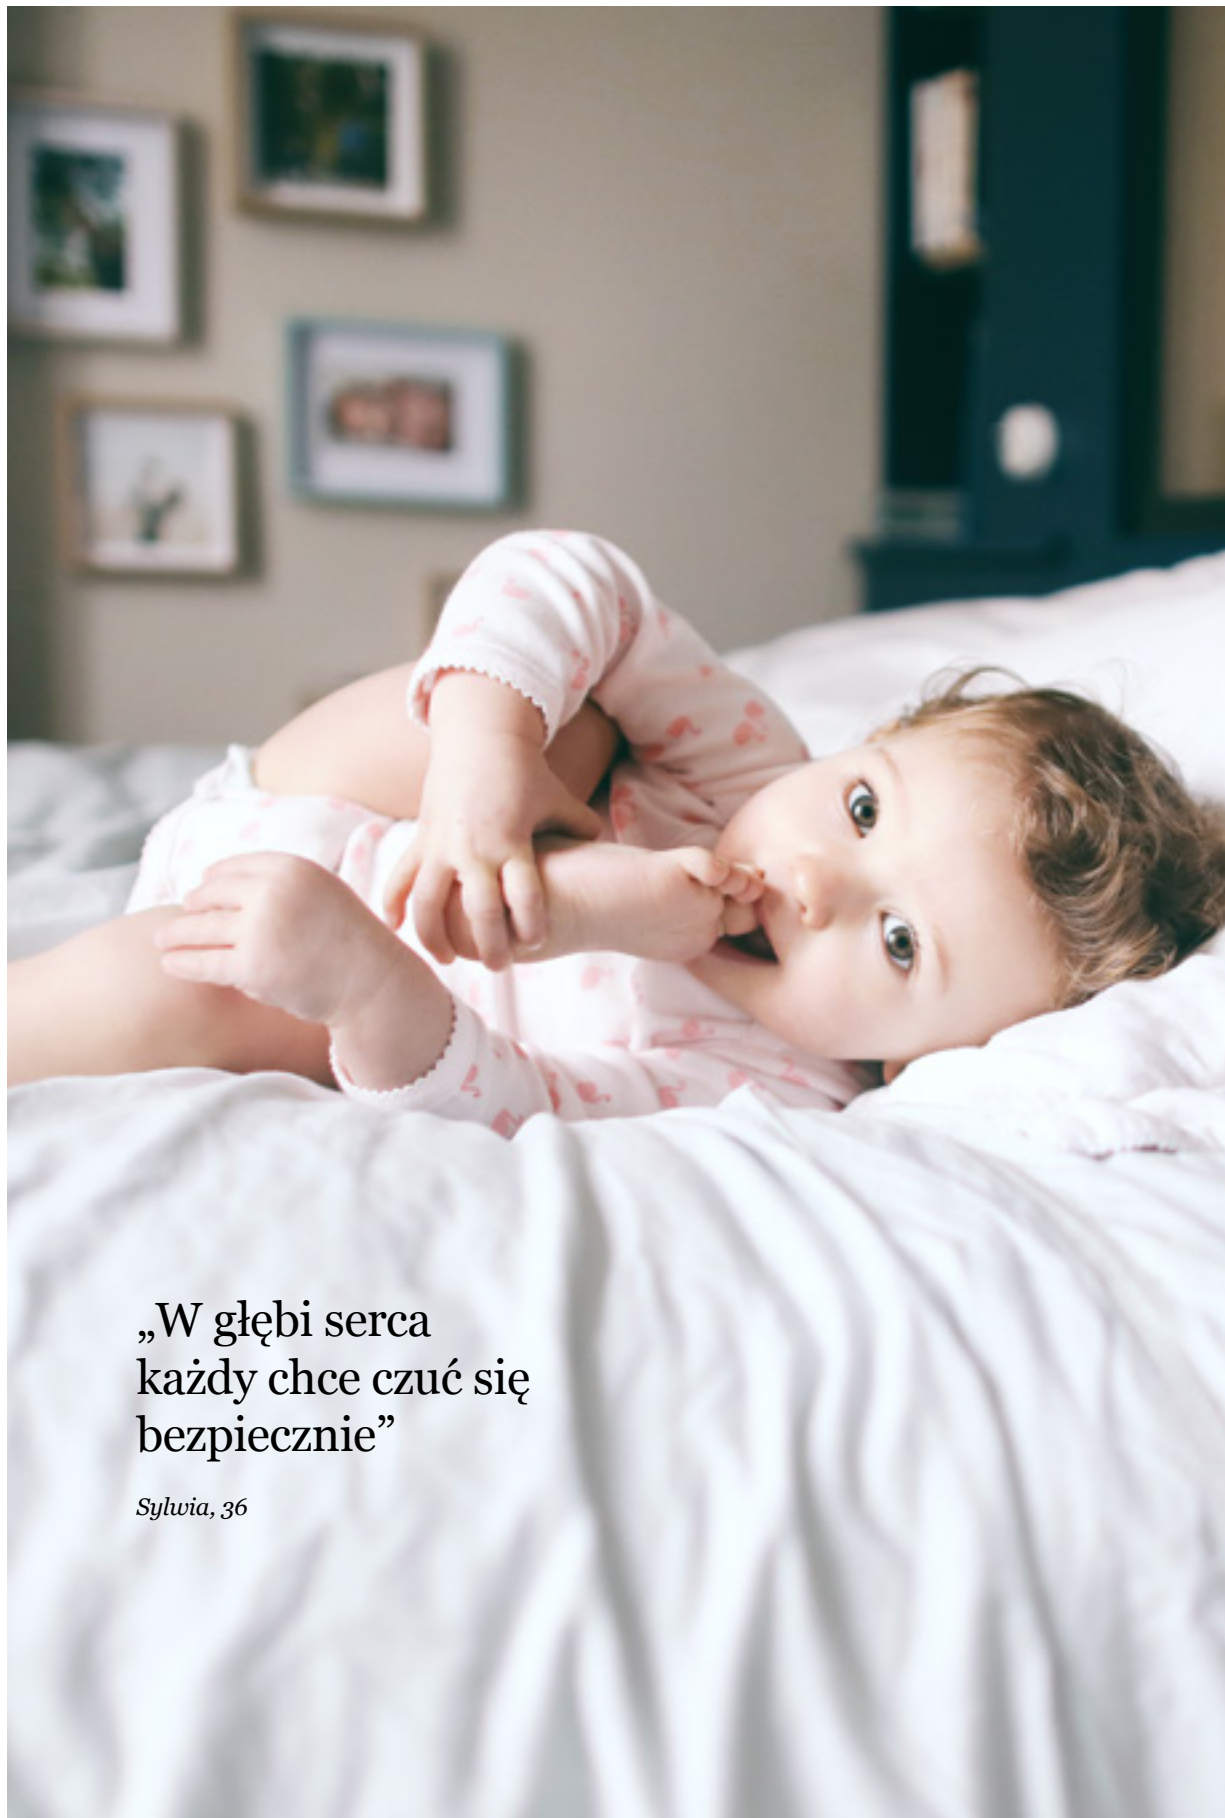 „W głębi serca
każdy chce czuć się
bezpiecznie”
Sylwia, 36